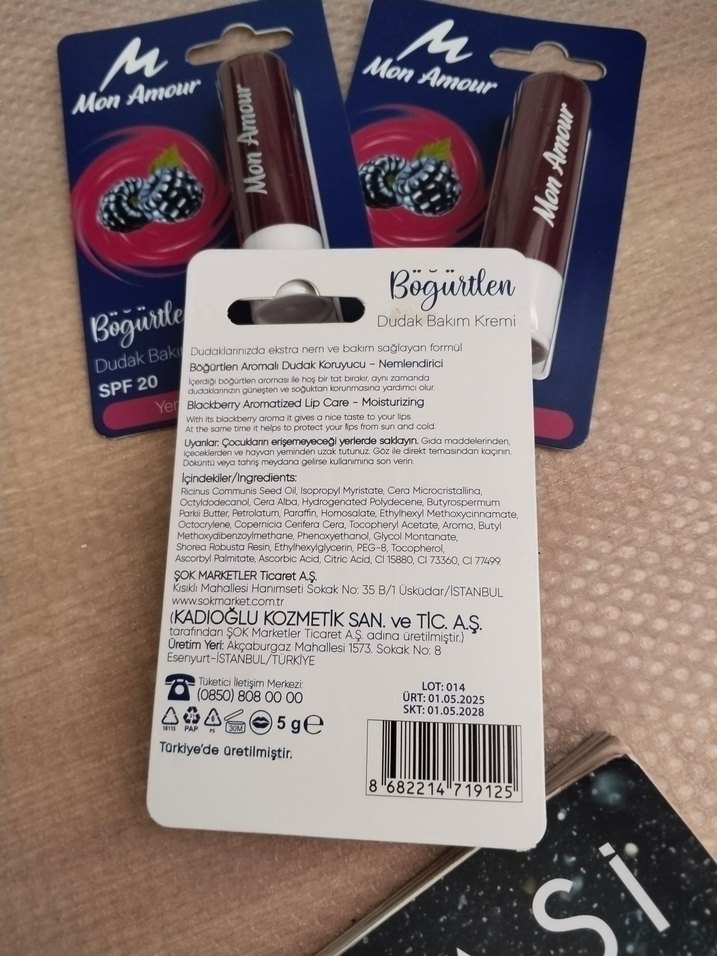 Mon Amour
Mon Amour
Böğürtle
Dudak Bakı
SPF 20
Yer
Mon Amour
Mon Amour
Böğürtlen
Dudak Bakım Kremi
Dudaklarınızda ekstra nem ve bakım sağlayan formül
Böğürtlen Aromalı Dudak Koruyucu - Nemlendirici
İçerdiği böğürtlen aroması ile hoş bir tat bırakır, aynı zamanda
dudaklarınızın güneşten ve soğuktan korunmasına yardımcı olur.
Blackberry Aromatized Lip Care - Moisturizing
With its blackberry aroma it gives a nice taste to your lips.
At the same time it helps to protect your lips from sun and cold.
Uyarılar: Çocukların erişemeyeceği yerlerde saklayın. Gıda maddelerinden,
içeceklerden ve hayvan yeminden uzak tutunuz. Göz ile direkt temasından kaçının.
Döküntü veya tahriş meydana gelirse kullanımına son verin.
İçindekiler/Ingredients:
Ricinus Communis Seed Oil, Isopropyl Myristate, Cera Microcristallina,
Octyldodecanol, Cera Alba, Hydrogenated Polydecene, Butyrospermum
Parkii Butter, Petrolatum, Paraffin, Homosalate, Ethylhexyl Methoxycinnamate,
Octocrylene, Copernicia Cerifera Cera, Tocopheryl Acetate, Aroma, Butyl
Methoxydibenzoylmethane, Phenoxyethanol, Glycol Montanate,
Shorea Robusta Resin, Ethylhexylglycerin, PEG-8, Tocopherol,
Ascorbyl Palmitate, Ascorbic Acid, Citric Acid, CI 15880, CI 73360, CI 77499.
ŞOK MARKETLER Ticaret A.Ş.
Kısıklı Mahallesi Hanımseti Sokak No: 35 B/1 Üsküdar/İSTANBUL
www.sokmarket.com.tr
(KADIOĞLU KOZMETİK SAN. ve TİC. A.Ş.
tarafından ŞOK Marketler Ticaret A.Ş. adına üretilmiştir.)
Üretim Yeri: Akçaburgaz Mahallesi 1573. Sokak No: 8
Esenyurt-İSTANBUL/TÜRKİYE
Tüketici İletişim Merkezi:
(0850) 808 00 00
LOT: 014
ÜRT: 01.05.2025
SKT: 01.05.2028
PAP
PS
30M
5 g e
Türkiye'de üretilmiştir.
8 682214 719125
Sİ